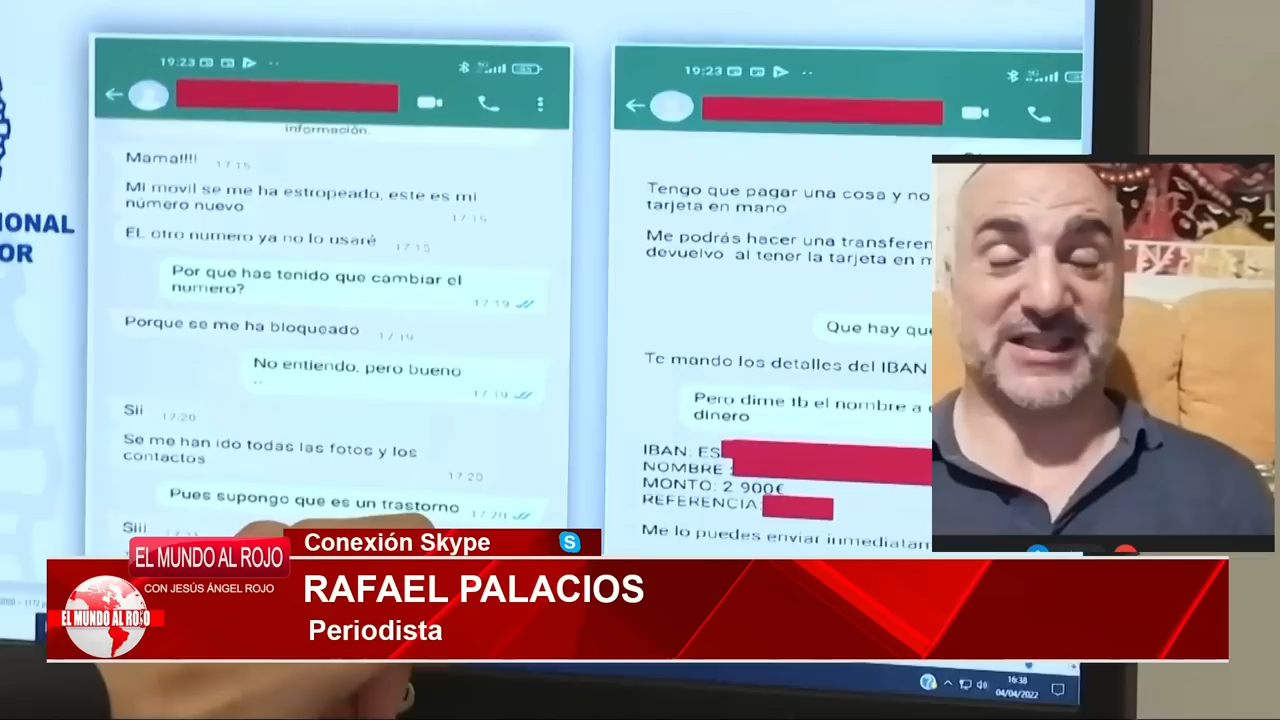 IONAL
OR
19:23
información.
Mama!!!! 17:15
Mi movil se me ha estropeado, este es mi
número nuevo
17:15
EL otro numero ya no lo usaré 17:15
Por que has tenido que cambiar el
numero?
17:19
Porque se me ha bloqueado 17:19
No entiendo, pero bueno
..
17:19
Sii 17:20
Se me han ido todas las fotos y los
contactos
17:20
Pues supongo que es un trastorno 17:20
Siii
19:23
Tengo que pagar una cosa y no
tarjeta en mano
Me podrás hacer una transferen
devuelvo al tener la tarjeta en m
Que hay que
Te mando los detalles del IBAN
Pero dime tb el nombre a
dinero
IBAN: ES
NOMBRE :
MONTO: 2 900€
REFERENCIA:
Me lo puedes enviar inmediatam
Conexión Skype
EL MUNDO AL ROJO
CON JESÚS ÁNGEL ROJO
EL MUNDO AL ROJO
RAFAEL PALACIOS
Periodista
16:38
04/04/2022